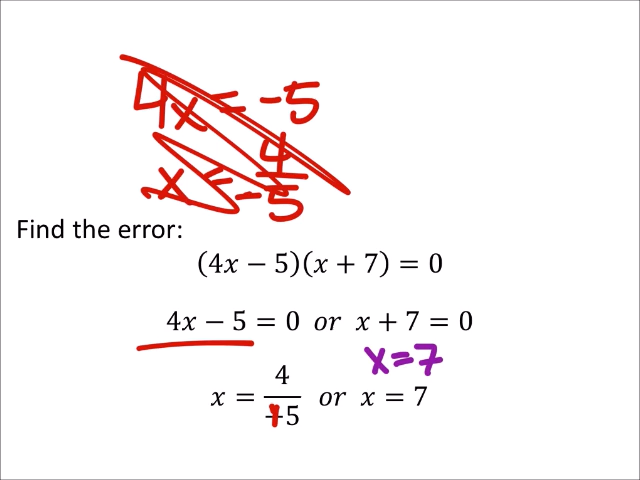 4x = -5
x = 4/-5
Find the error:
(4x − 5)(x + 7) = 0
4x − 5 = 0 or x + 7 = 0
x = 7
x = 4/-5 or x = 7